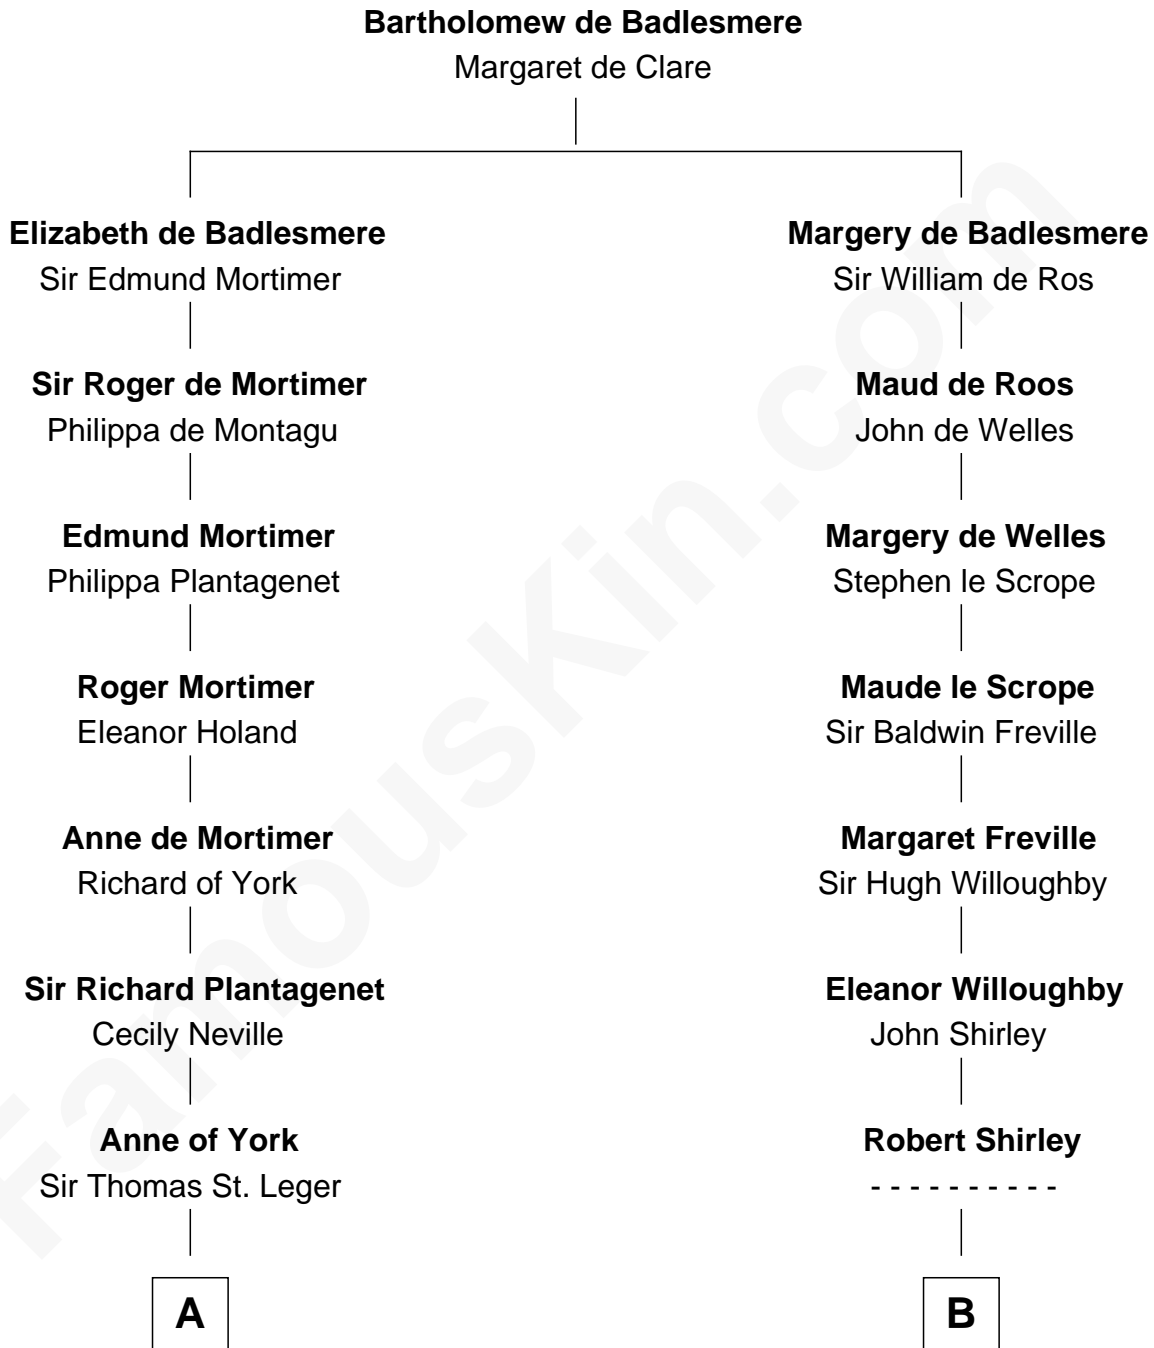 Bartholomew de Badlesmere
Margaret de Clare
Elizabeth de Badlesmere
Sir Edmund Mortimer
Margery de Badlesmere
Sir William de Ros
Sir Roger de Mortimer
Philippa de Montagu
Maud de Roos
John de Welles
Edmund Mortimer
Philippa Plantagenet
Margery de Welles
Stephen le Scrope
Roger Mortimer
Eleanor Holand
Maude le Scrope
Sir Baldwin Freville
Anne de Mortimer
Richard of York
Margaret Freville
Sir Hugh Willoughby
Sir Richard Plantagenet
Cecily Neville
Eleanor Willoughby
John Shirley
Anne of York
Sir Thomas St. Leger
Robert Shirley
- - - - - - - - - -
A
B
FamousKin.com